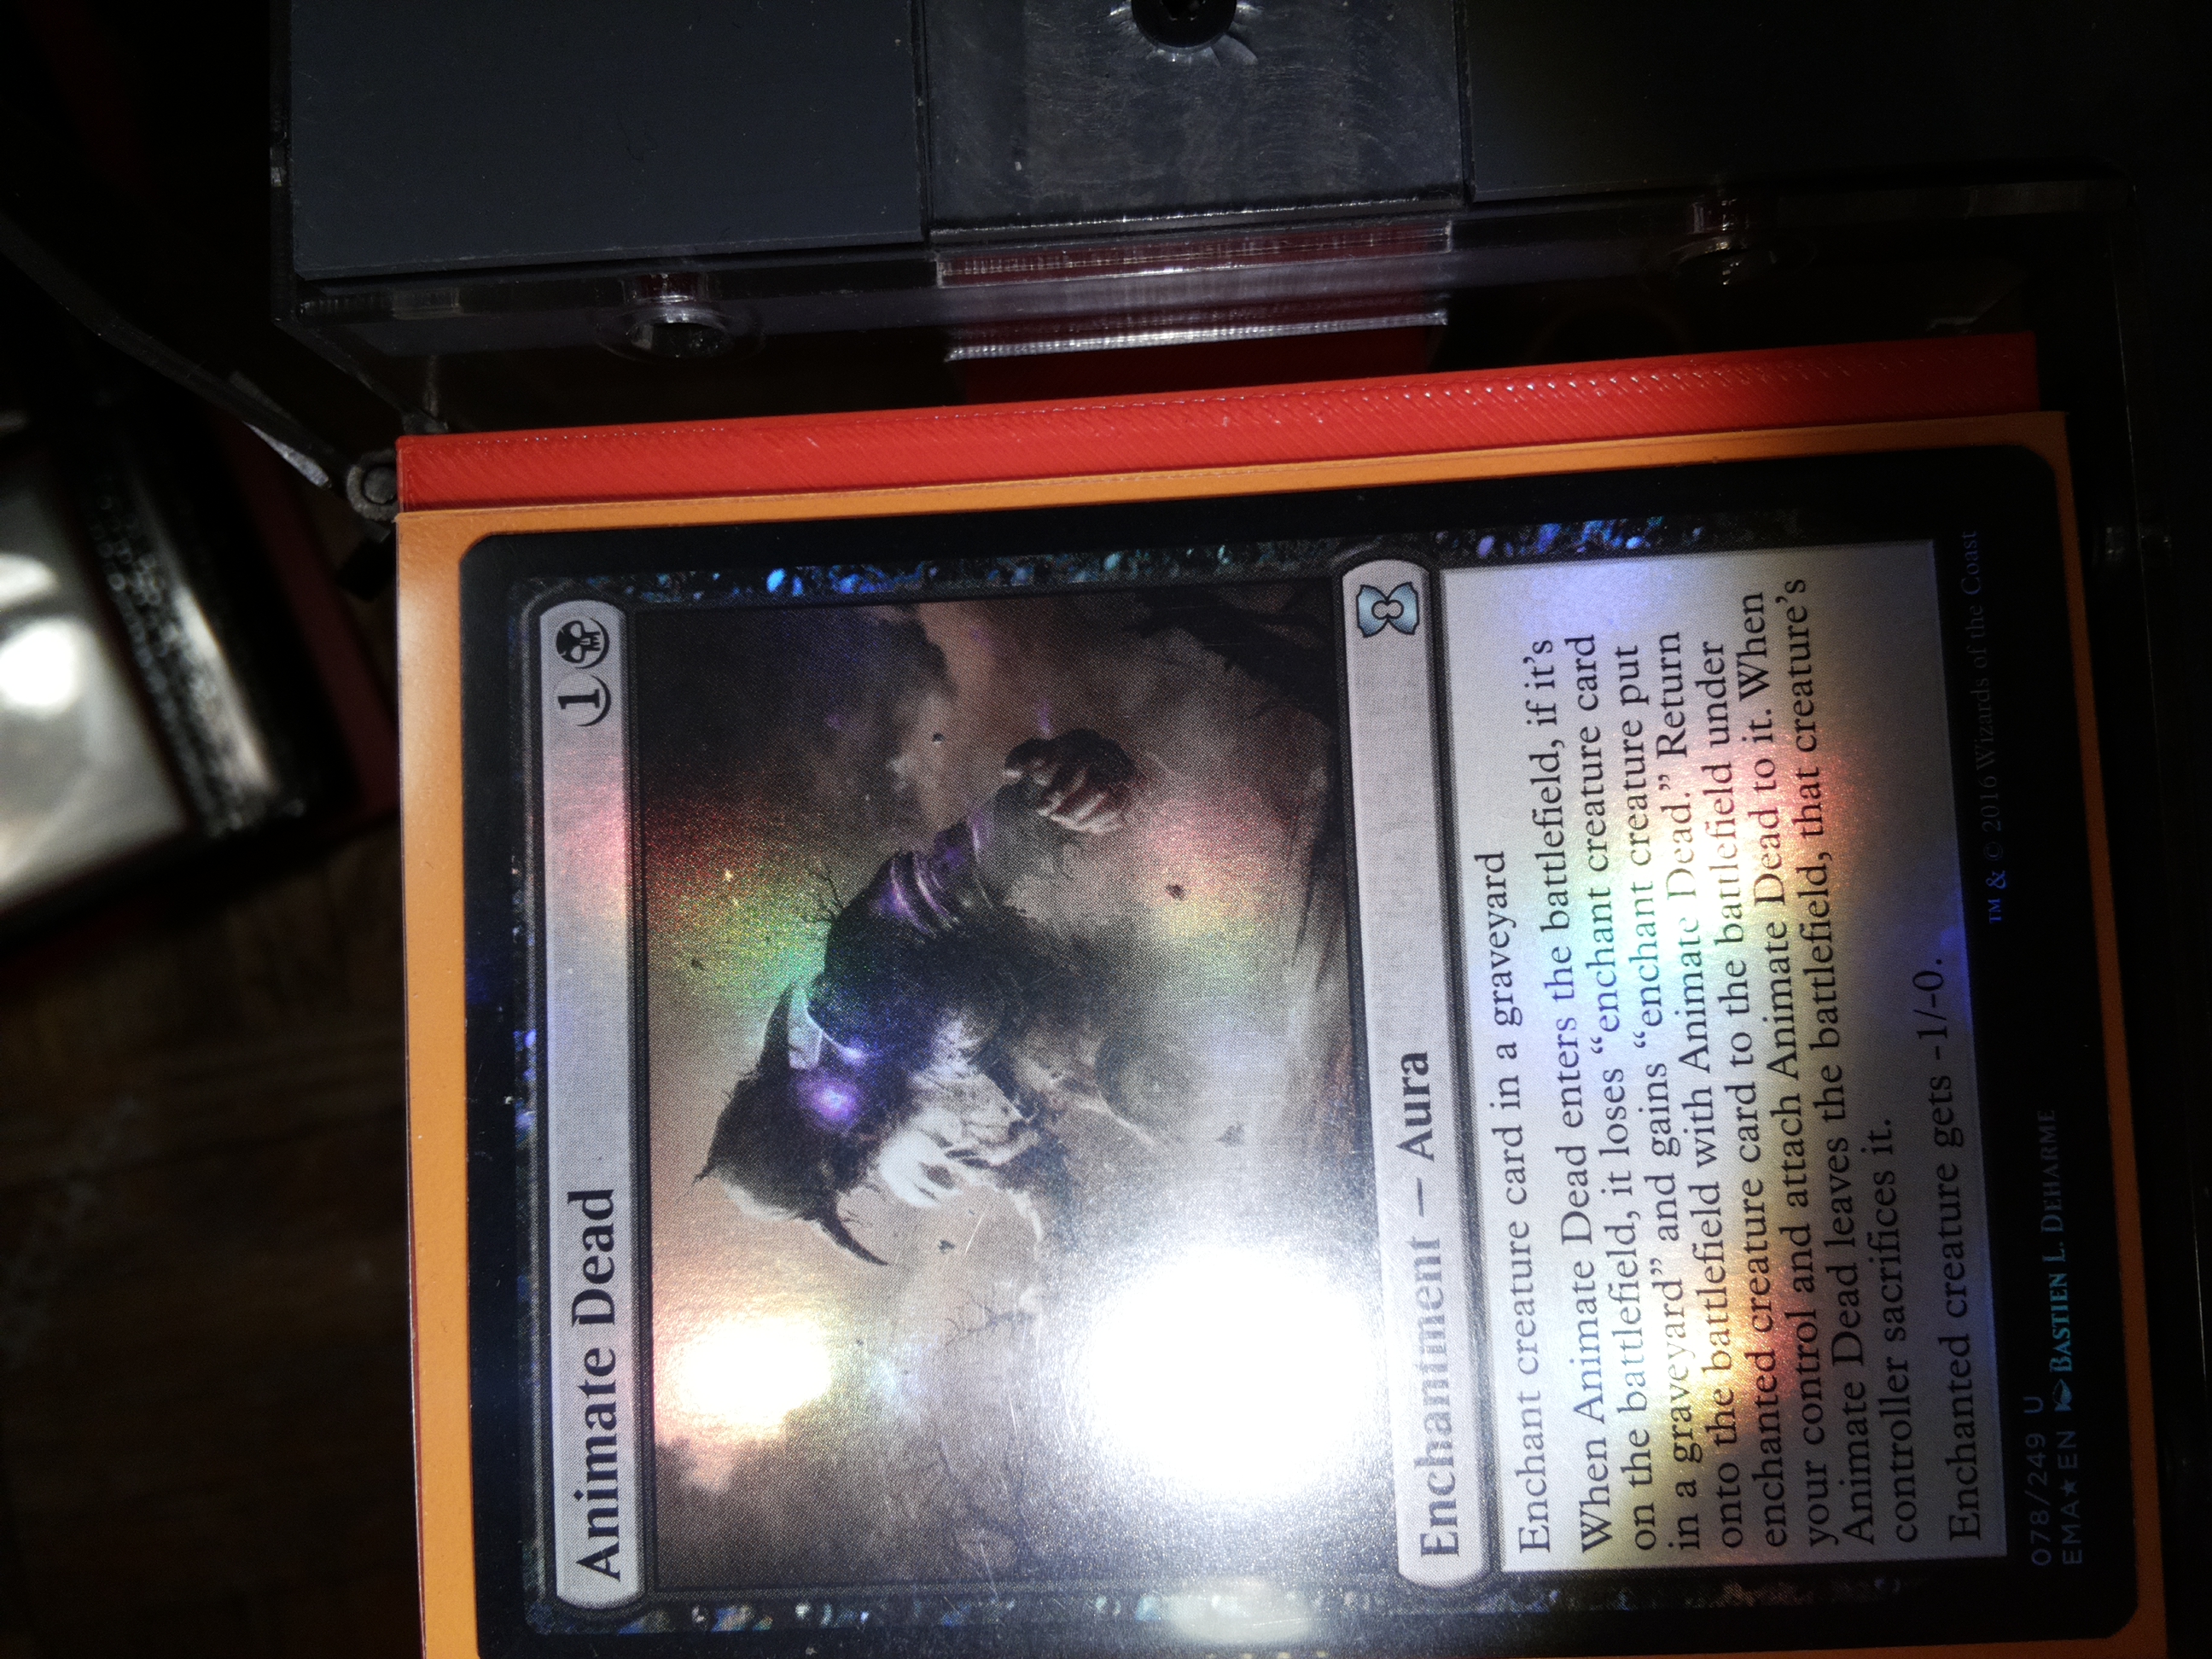 Animate Dead 1
Enchantment — Aura
Enchant creature card in a graveyard
When Animate Dead enters the battlefield, if it's
on the battlefield, it loses “enchant creature card
in a graveyard” and gains “enchant creature put
onto the battlefield with Animate Dead.” Return
enchanted creature card to the battlefield under
your control and attach Animate Dead to it. When
Animate Dead leaves the battlefield, that creature's
controller sacrifices it.
Enchanted creature gets -1/-0.
078/249 U
EMA★EN BASTIEN L. DEHARME
™ & © 2016 Wizards of the Coast